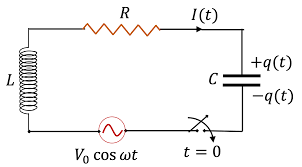 R
I(t)
L
C
+q(t)
−q(t)
V₀ cos ωt
t = 0